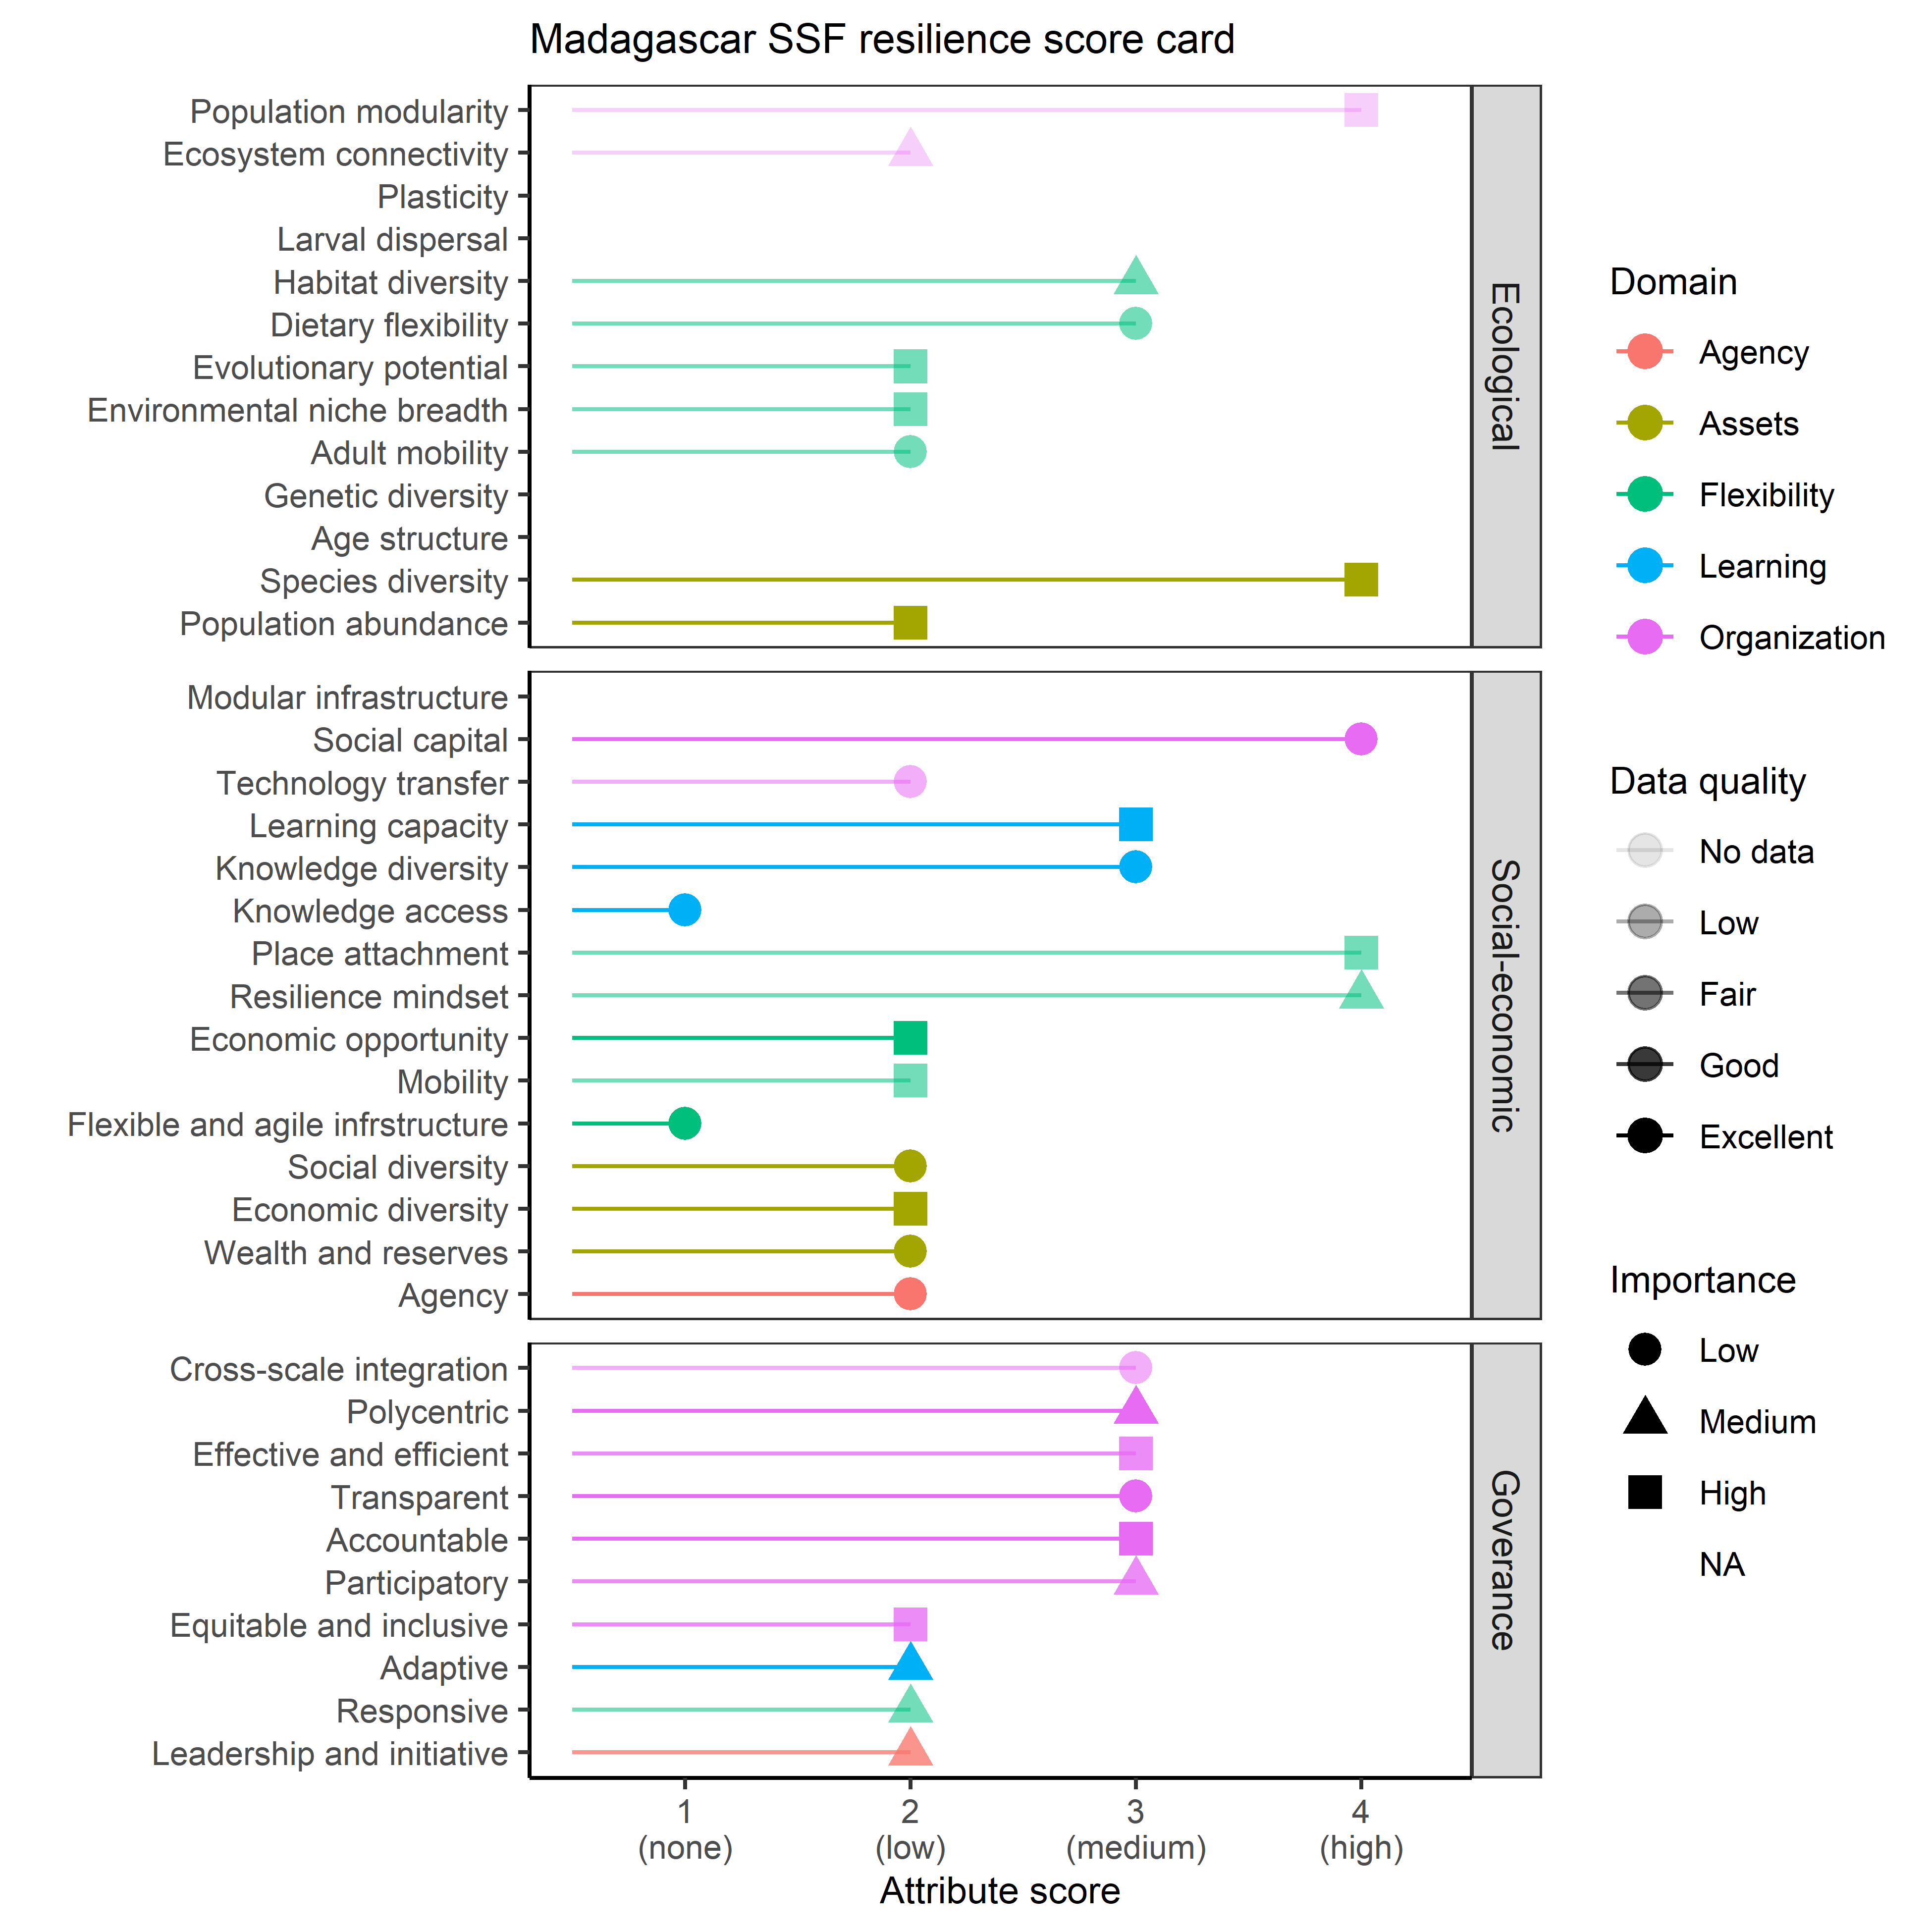 Madagascar SSF resilience score card
Population modularity
Ecosystem connectivity
Plasticity
Larval dispersal
Habitat diversity
Dietary flexibility
Evolutionary potential
Environmental niche breadth
Adult mobility
Genetic diversity
Age structure
Species diversity
Population abundance
Ecological
Modular infrastructure
Social capital
Technology transfer
Learning capacity
Knowledge diversity
Knowledge access
Place attachment
Resilience mindset
Economic opportunity
Mobility
Flexible and agile infrstructure
Social diversity
Economic diversity
Wealth and reserves
Agency
Social-economic
Cross-scale integration
Polycentric
Effective and efficient
Transparent
Accountable
Participatory
Equitable and inclusive
Adaptive
Responsive
Leadership and initiative
Goverance
1
(none)
2
(low)
3
(medium)
4
(high)
Attribute score
Domain
Agency
Assets
Flexibility
Learning
Organization
Data quality
No data
Low
Fair
Good
Excellent
Importance
Low
Medium
High
NA